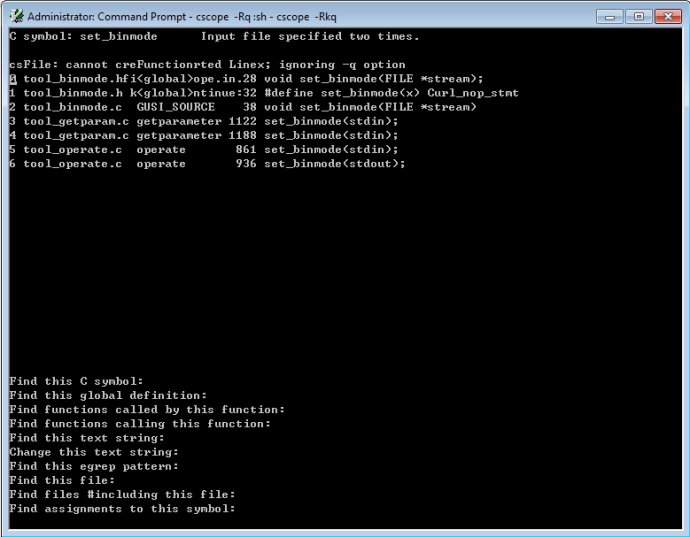 Administrator: Command Prompt - cscope -Rq :sh - cscope -Rkq
C symbol: set_binmode Input file specified two times.
csFile: cannot creFunctionrted Linex; ignoring -q option
0 tool_binmode.hfi<global>ope.in.28 void set_binmode(FILE *stream);
1 tool_binmode.h k<global>ntinue:32 #define set_binmode(x) Curl_nop_stmt
2 tool_binmode.c GUSI_SOURCE 38 void set_binmode(FILE *stream)
3 tool_getparam.c getparameter 1122 set_binmode(stdin);
4 tool_getparam.c getparameter 1188 set_binmode(stdin);
5 tool_operate.c operate 861 set_binmode(stdin);
6 tool_operate.c operate 936 set_binmode(stdout);
Find this C symbol:
Find this global definition:
Find functions called by this function:
Find functions calling this function:
Find this text string:
Change this text string:
Find this egrep pattern:
Find this file:
Find files #including this file:
Find assignments to this symbol: